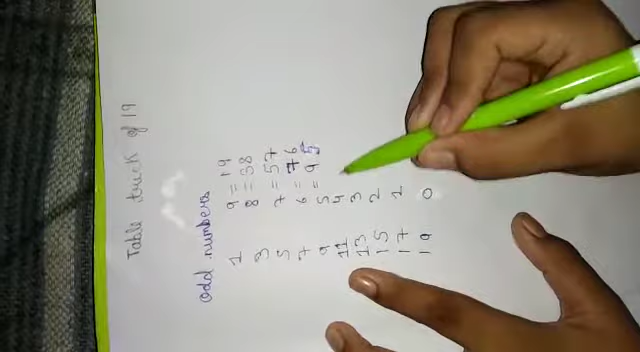 Table trick of 19
odd numbers
1 9 = 19
3 8 = 38
5 7 = 57
7 6 = 76
9 5 = 95
11 4
13 3
15 2
17 1
19 0